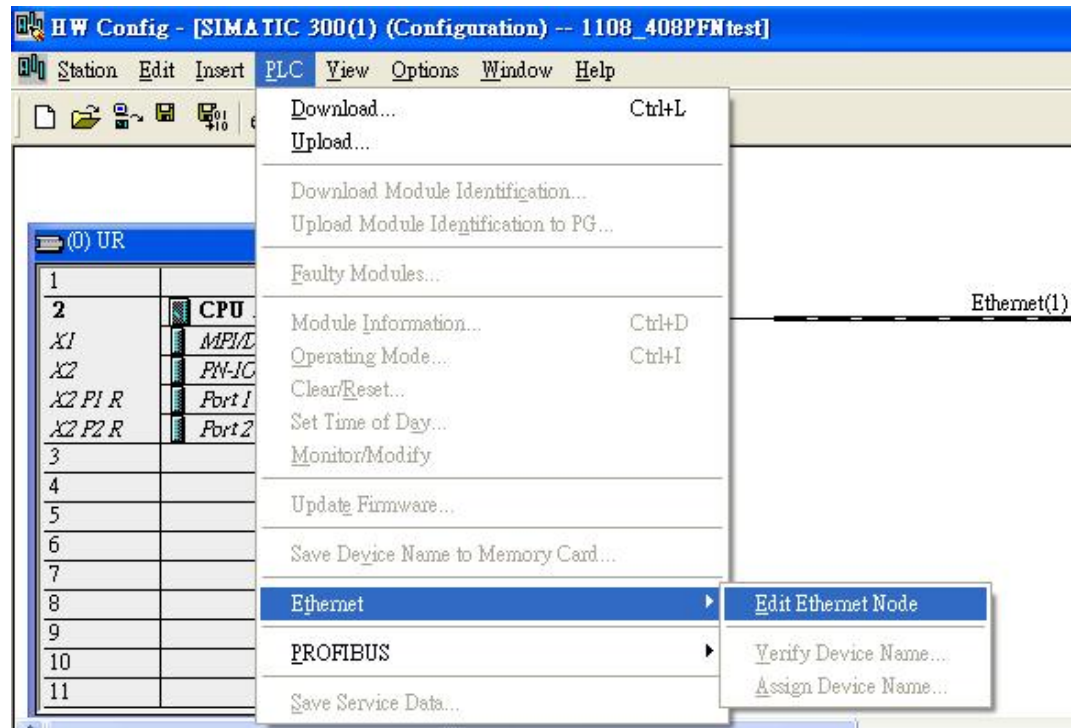 HW Config - [SIMATIC 300(1) (Configuration) -- 1108_408PFNtest]
Station Edit Insert PLC View Options Window Help
Download... Ctrl+L
Upload...
Download Module Identification...
Upload Module Identification to PG...
Faulty Modules...
Module Information... Ctrl+D
Operating Mode... Ctrl+I
Clear/Reset...
Set Time of Day...
Monitor/Modify
Update Firmware...
Save Device Name to Memory Card...
Ethernet
PROFIBUS
Save Service Data...
Edit Ethernet Node
Verify Device Name...
Assign Device Name...
(0) UR
1
2 CPU
X1 MPI/D
X2 PN-IO
X2 P1 R Port 1
X2 P2 R Port 2
3
4
5
6
7
8
9
10
11
Ethernet(1)